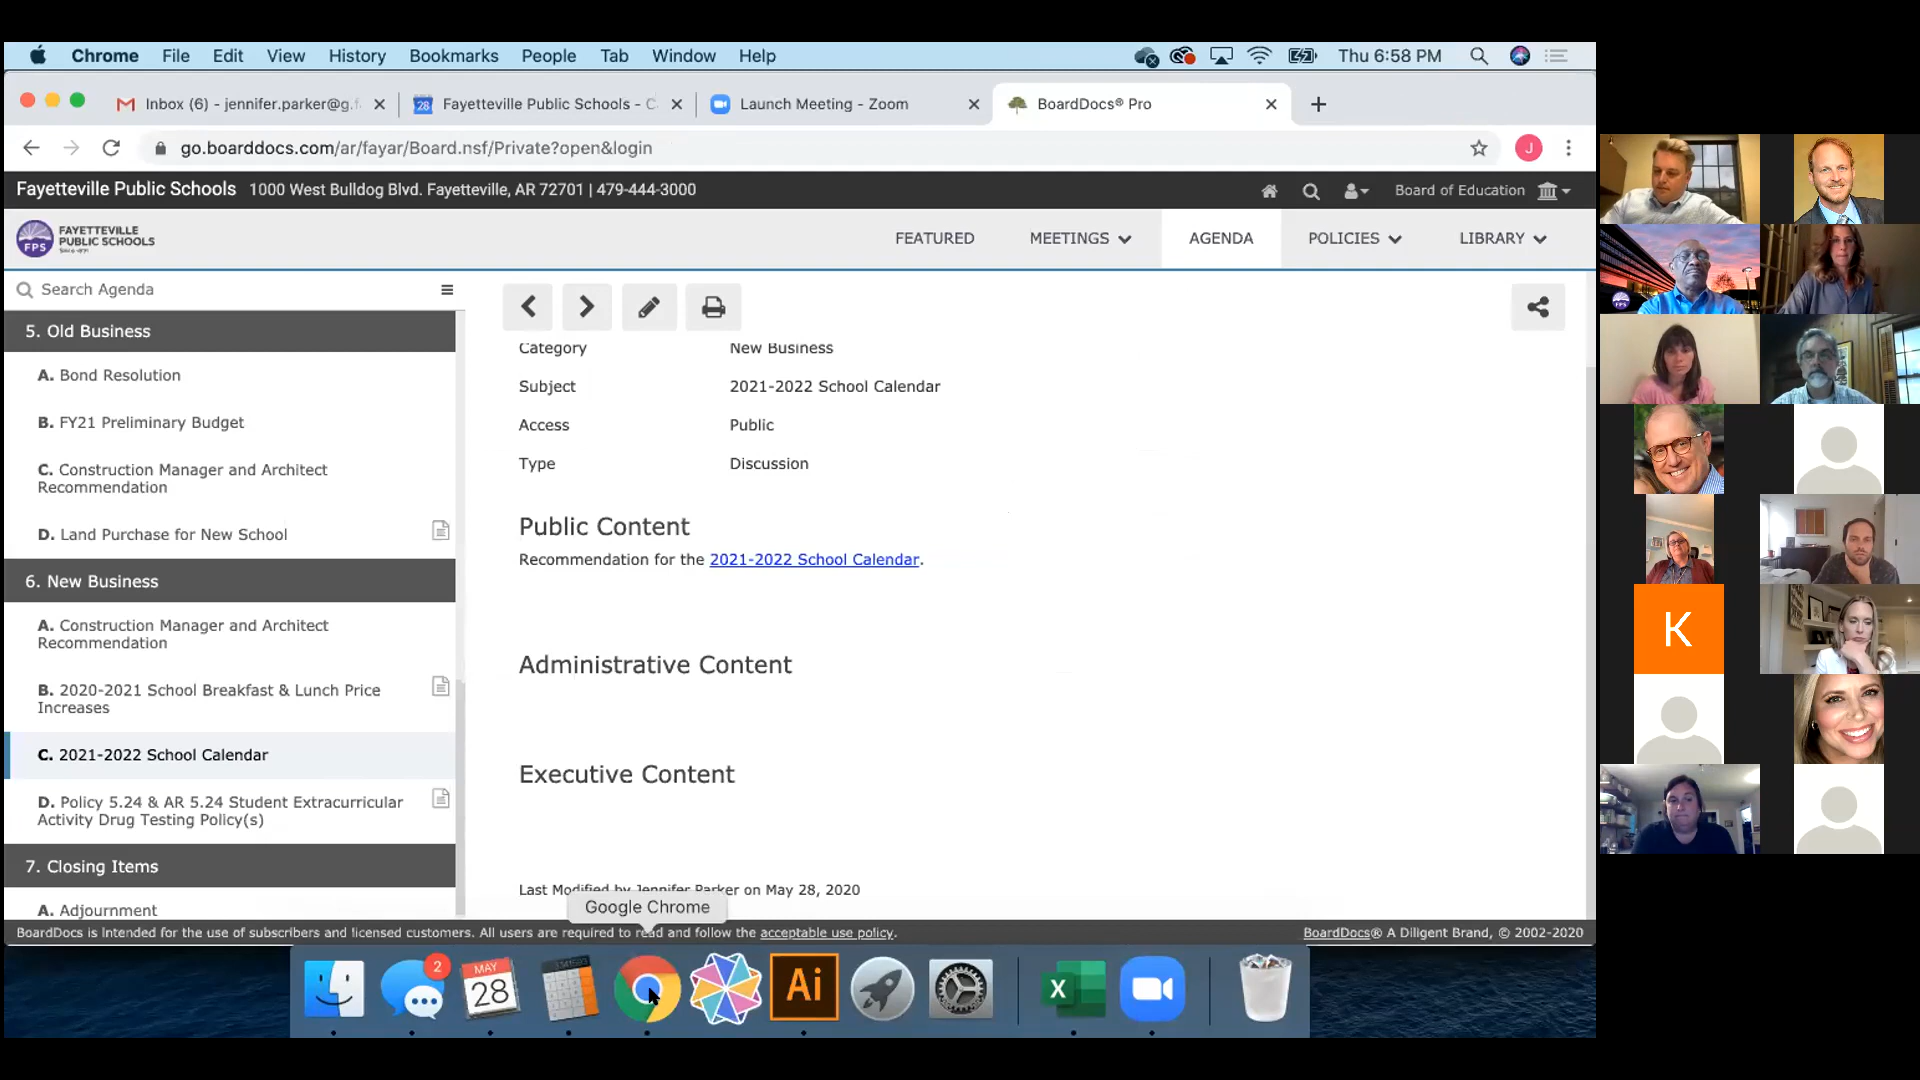 Chrome File Edit View History Bookmarks People Tab Window Help Thu 6:58 PM
Inbox (6) - jennifer.parker@g.f
28 Fayetteville Public Schools - C
Launch Meeting - Zoom
BoardDocs® Pro
go.boarddocs.com/ar/fayar/Board.nsf/Private?open&login
J
Fayetteville Public Schools 1000 West Bulldog Blvd. Fayetteville, AR 72701 | 479-444-3000
Board of Education
FPS
FAYETTEVILLE
PUBLIC SCHOOLS
FEATURED MEETINGS AGENDA POLICIES LIBRARY
Search Agenda
5. Old Business
A. Bond Resolution
B. FY21 Preliminary Budget
C. Construction Manager and Architect
Recommendation
D. Land Purchase for New School
6. New Business
A. Construction Manager and Architect
Recommendation
B. 2020-2021 School Breakfast & Lunch Price
Increases
C. 2021-2022 School Calendar
D. Policy 5.24 & AR 5.24 Student Extracurricular
Activity Drug Testing Policy(s)
7. Closing Items
A. Adjournment
Category New Business
Subject 2021-2022 School Calendar
Access Public
Type Discussion
Public Content
Recommendation for the 2021-2022 School Calendar.
Administrative Content
Executive Content
Last Modified by Jennifer Parker on May 28, 2020
Google Chrome
BoardDocs is intended for the use of subscribers and licensed customers. All users are required to read and follow the acceptable use policy.
BoardDocs® A Diligent Brand, © 2002-2020
2
MAY
28
Ai
X
FPS
K